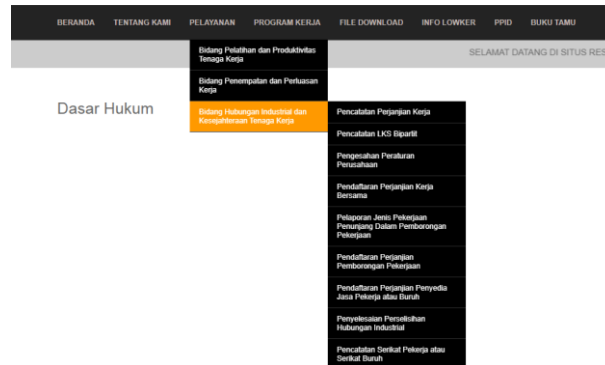 BERANDA TENTANG KAMI PELAYANAN PROGRAM KERJA FILE DOWNLOAD INFO LOWKER PPID BUKU TAMU
SELAMAT DATANG DI SITUS RES
Dasar Hukum
Bidang Pelatihan dan Produktivitas
Tenaga Kerja
Bidang Penempatan dan Perluasan
Kerja
Bidang Hubungan Industrial dan
Kesejahteraan Tenaga Kerja
Pencatatan Perjanjian Kerja
Pencatatan LKS Bipartit
Pengesahan Peraturan
Perusahaan
Pendaftaran Perjanjian Kerja
Bersama
Pelaporan Jenis Pekerjaan
Penunjang Dalam Pemborongan
Pekerjaan
Pendaftaran Perjanjian
Pemborongan Pekerjaan
Pendaftaran Perjanjian Penyedia
Jasa Pekerja atau Buruh
Penyelesaian Perselisihan
Hubungan Industrial
Pencatatan Serikat Pekerja atau
Serikat Buruh